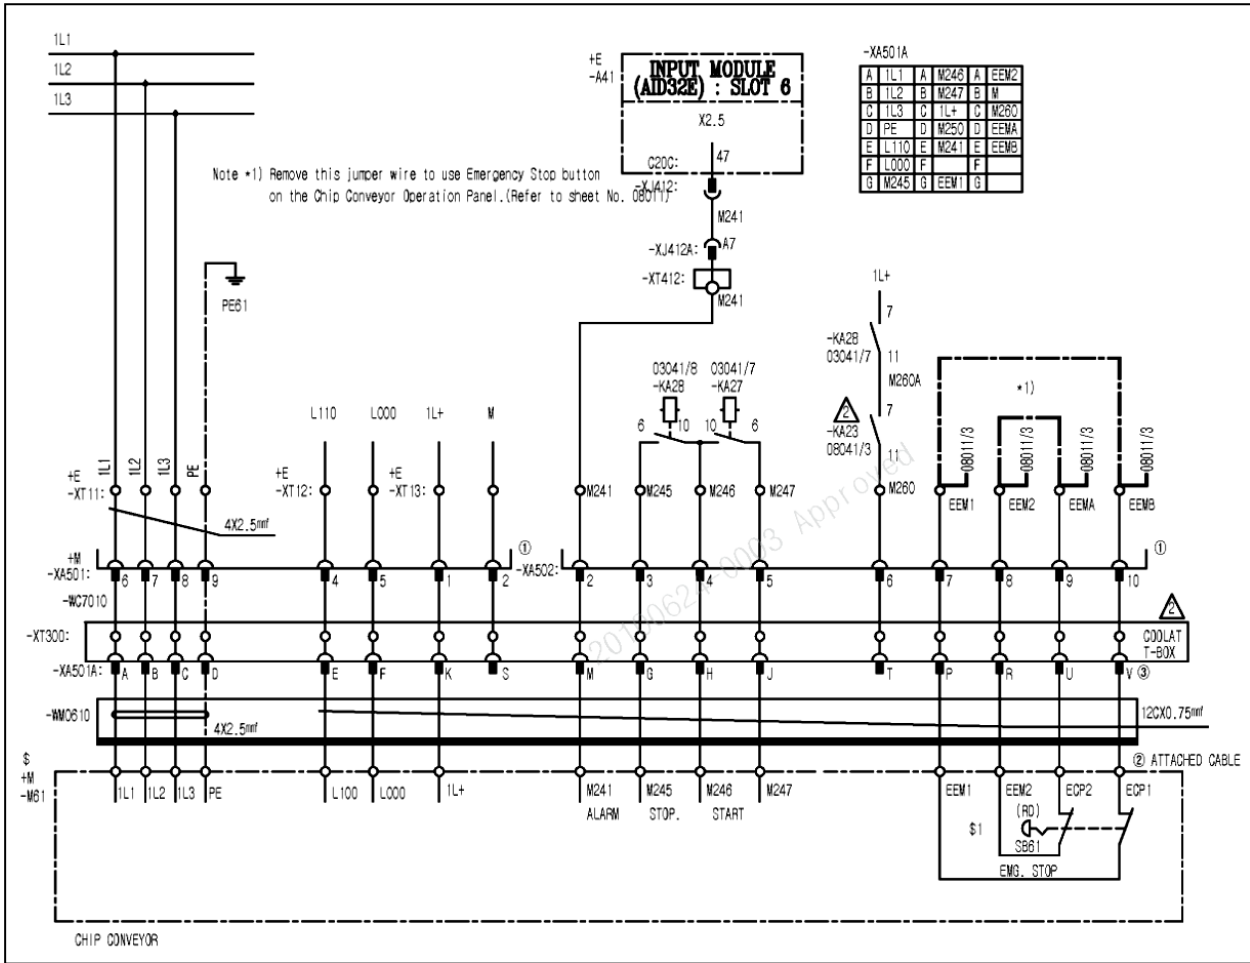 1L1
1L2
1L3
+E
-A41
INPUT MODULE
(AID32E) : SLOT 6
X2.5
C20C:
47
-XJ412:
M241
-XJ412A:
A7
-XT412:
M241
-XA501A
A 1L1 A M246 A EEM2
B 1L2 B M247 B M
C 1L3 C 1L+ C M260
D PE D M250 D EEMA
E L110 E M241 E EEMB
F L000 F F
G M245 G EEM1 G
Note *1) Remove this jumper wire to use Emergency Stop button
on the Chip Conveyor Operation Panel.(Refer to sheet No. 08011)
PE61
1L+
7
-KA28
03041/7
11
M260A
2
7
-KA23
08041/3
11
M260
*1)
03041/8
-KA28
03041/7
-KA27
6 10 10 6
L110 L000 1L+ M
1L1 1L2 1L3 PE
+E
-XT11:
+E
-XT12:
+E
-XT13:
M241 M245 M246 M247
08011/3 08011/3 08011/3 08011/3
EEM1 EEM2 EEMA EEMB
4X2.5㎟
+M
-XA501:
6 7 8 9 4 5 1 2
①
-XA502:
2 3 4 5 6 7 8 9 10
①
-WC7010
20180624-0003 Approved
-XT300:
2
COOLAT
T-BOX
-XA501A:
A B C D E F K S M G H J T P R U V ③
-WM0610
4X2.5㎟
12CX0.75㎟
② ATTACHED CABLE
$
+M
-M61
1L1 1L2 1L3 PE L100 L000 1L+ M241 M245 M246 M247 EEM1 EEM2 ECP2 ECP1
ALARM STOP. START
$1
(RD)
SB61
EMG. STOP
CHIP CONVEYOR